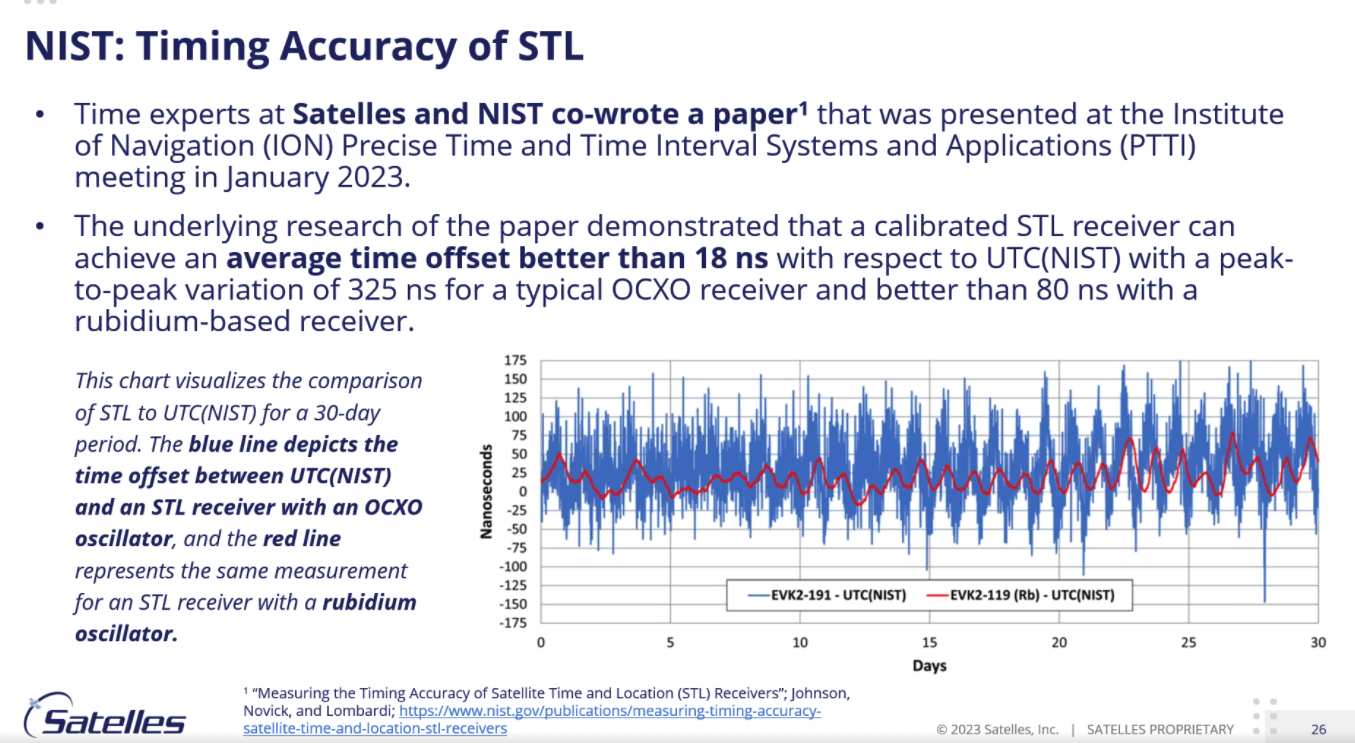 NIST: Timing Accuracy of STL
• Time experts at Satelles and NIST co-wrote a paper¹ that was presented at the Institute
of Navigation (ION) Precise Time and Time Interval Systems and Applications (PTTI)
meeting in January 2023.
• The underlying research of the paper demonstrated that a calibrated STL receiver can
achieve an average time offset better than 18 ns with respect to UTC(NIST) with a peak-
to-peak variation of 325 ns for a typical OCXO receiver and better than 80 ns with a
rubidium-based receiver.
This chart visualizes the comparison
of STL to UTC(NIST) for a 30-day
period. The blue line depicts the
time offset between UTC(NIST)
and an STL receiver with an OCXO
oscillator, and the red line
represents the same measurement
for an STL receiver with a rubidium
oscillator.
Nanoseconds
175
150
125
100
75
50
25
0
-25
-50
-75
-100
-125
-150
-175
EVK2-191 - UTC(NIST) EVK2-119 (Rb) - UTC(NIST)
0 5 10 15 20 25 30
Days
Satelles
¹ “Measuring the Timing Accuracy of Satellite Time and Location (STL) Receivers”; Johnson,
Novick, and Lombardi; https://www.nist.gov/publications/measuring-timing-accuracy-
satellite-time-and-location-stl-receivers
© 2023 Satelles, Inc. | SATELLES PROPRIETARY
26